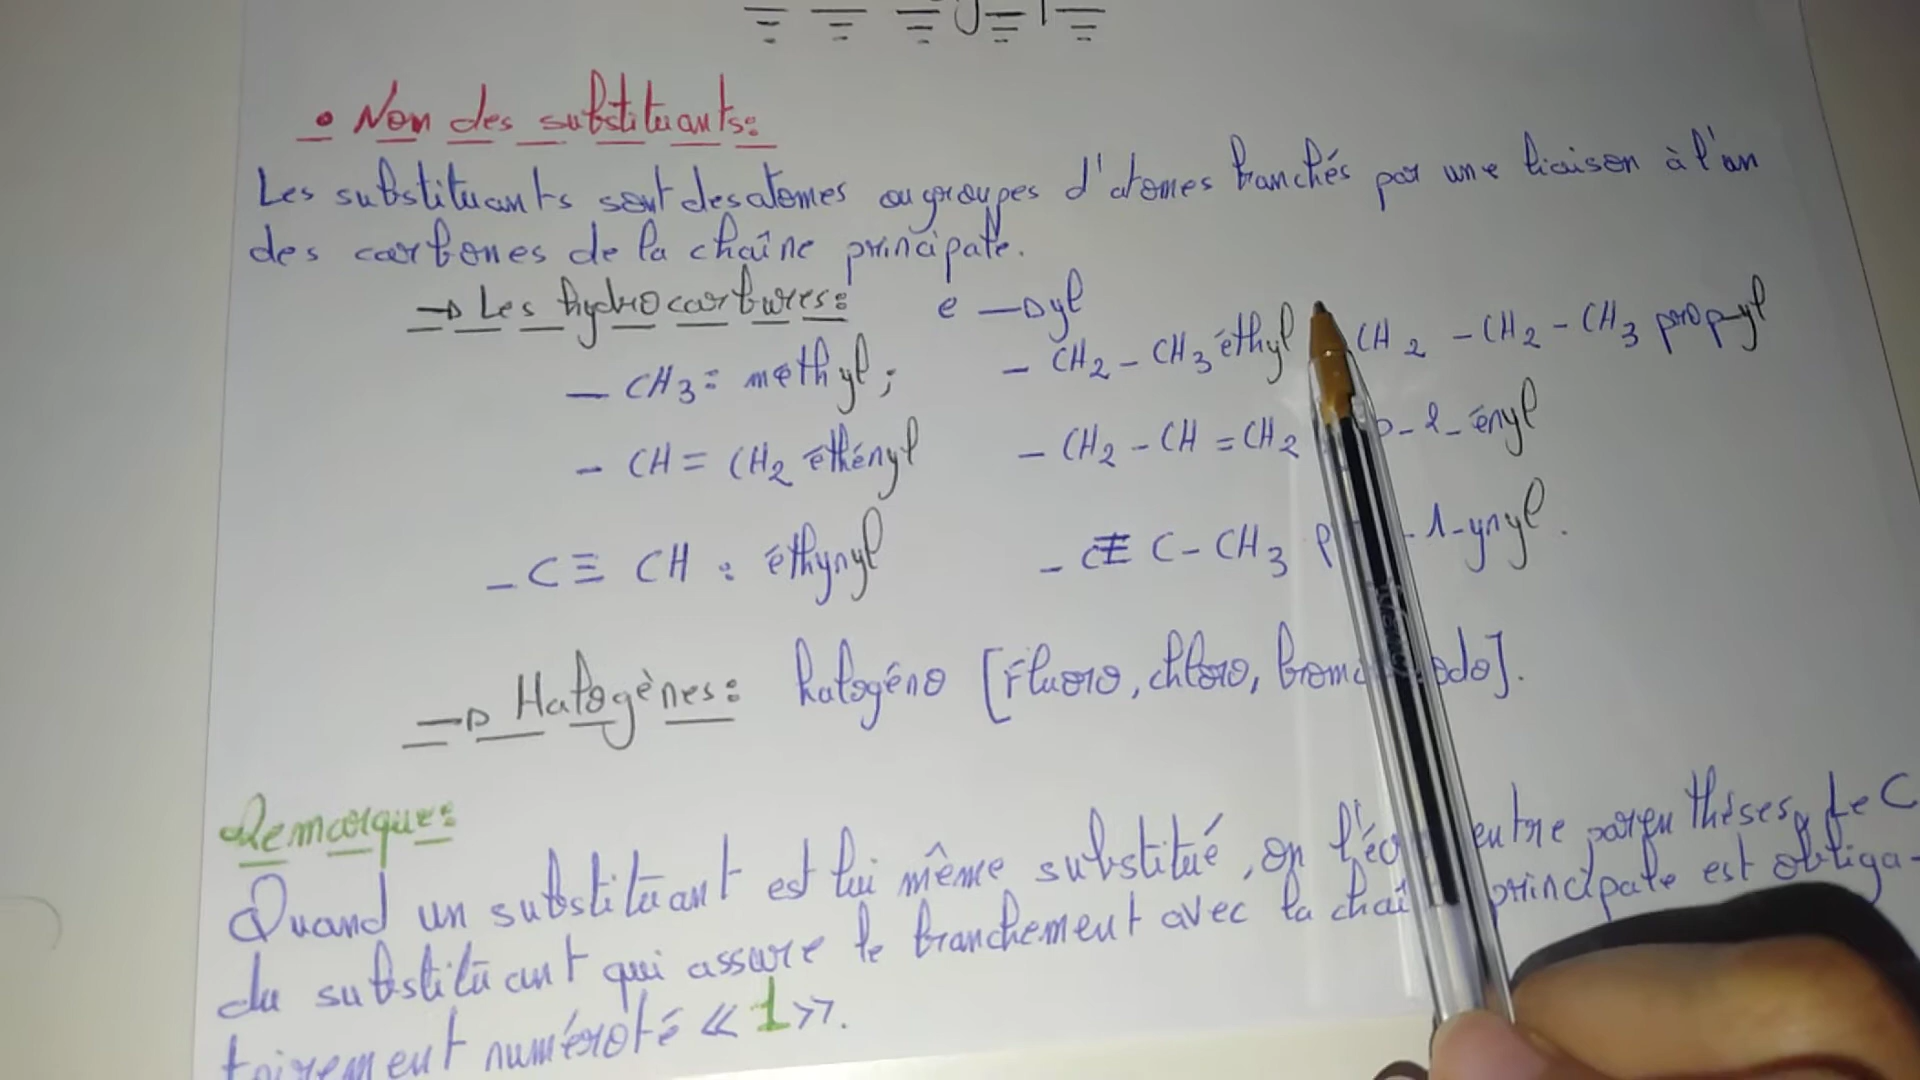 • Nom des substituants:
Les substituants sont des atomes ou groupes d'atomes branchés par une liaison à l'un
des carbones de la chaîne principale.
→ Les hydrocarbures: e → yl
- CH3: méthyl; - CH2 - CH3 éthyl CH2 - CH2 - CH3 propyl
- CH = CH2 éthényl - CH2 - CH = CH2 - 2 - ényl
- C ≡ CH : éthynyl - C ≡ C - CH3 - 1 - ynyl.
→ Halogènes: halogéno [Fluoro, chloro, bromo odo].
Remarque:
Quand un substituant est lui même substitué, on l'éc entre parenthèses, Le C
du substituant qui assure le branchement avec la chaî principale est obliga-
toirement numéroté « 1 ».